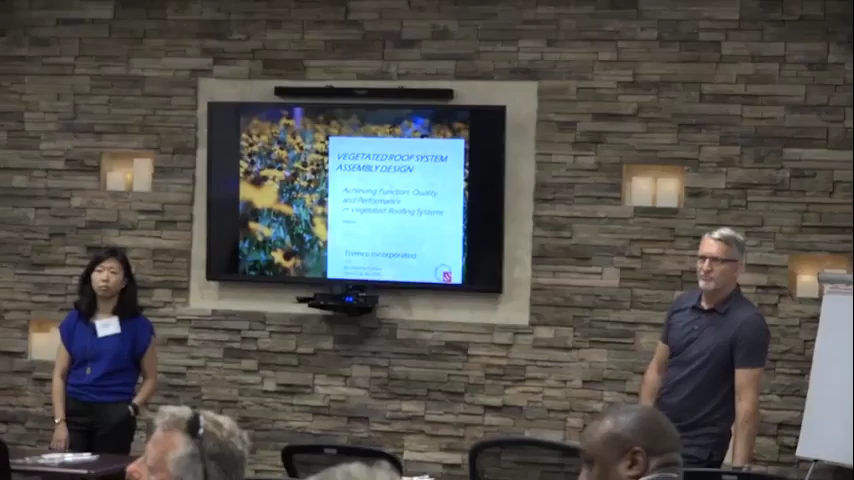 VEGETATED ROOF SYSTEM
ASSEMBLY DESIGN
Achieving Function, Quality
and Performance
in Vegetated Roofing Systems
Tremco Incorporated